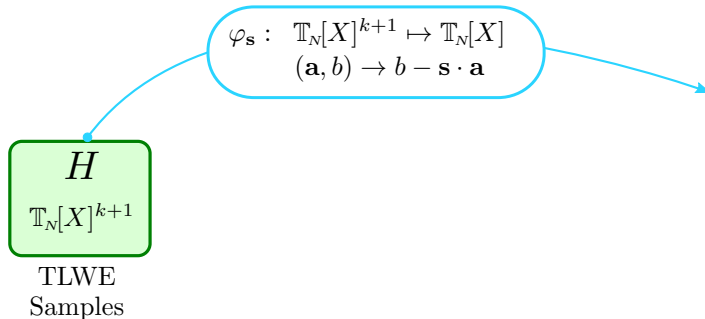 φ_𝐬 : 𝕋_N[X]^{k+1} ↦ 𝕋_N[X]
(𝐚, b) → b − 𝐬 · 𝐚
H
𝕋_N[X]^{k+1}
TLWE
Samples